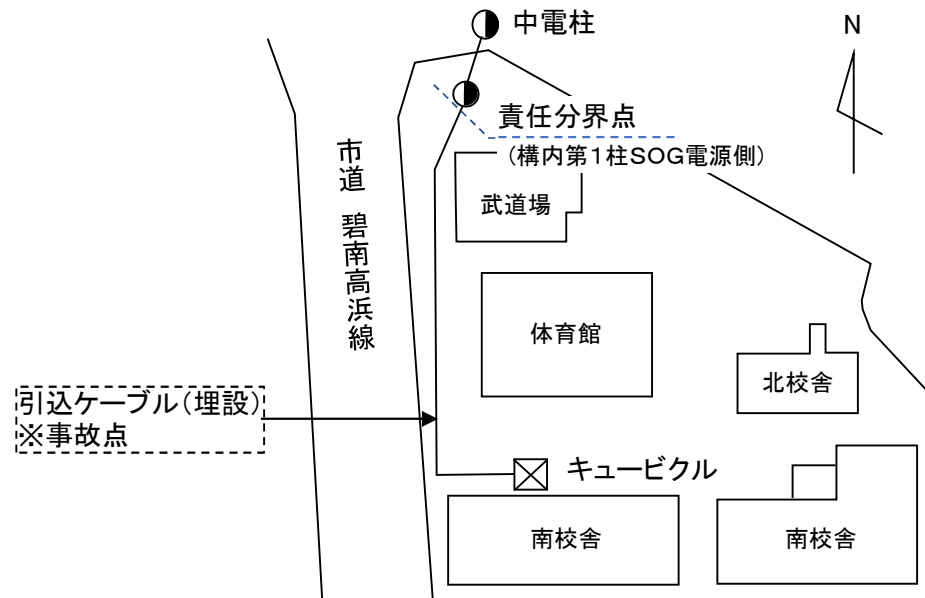 中電柱
N
責任分界点
(構内第1柱SOG電源側)
市道 碧南高浜線
武道場
体育館
北校舎
引込ケーブル(埋設)
※事故点
キュービクル
南校舎
南校舎